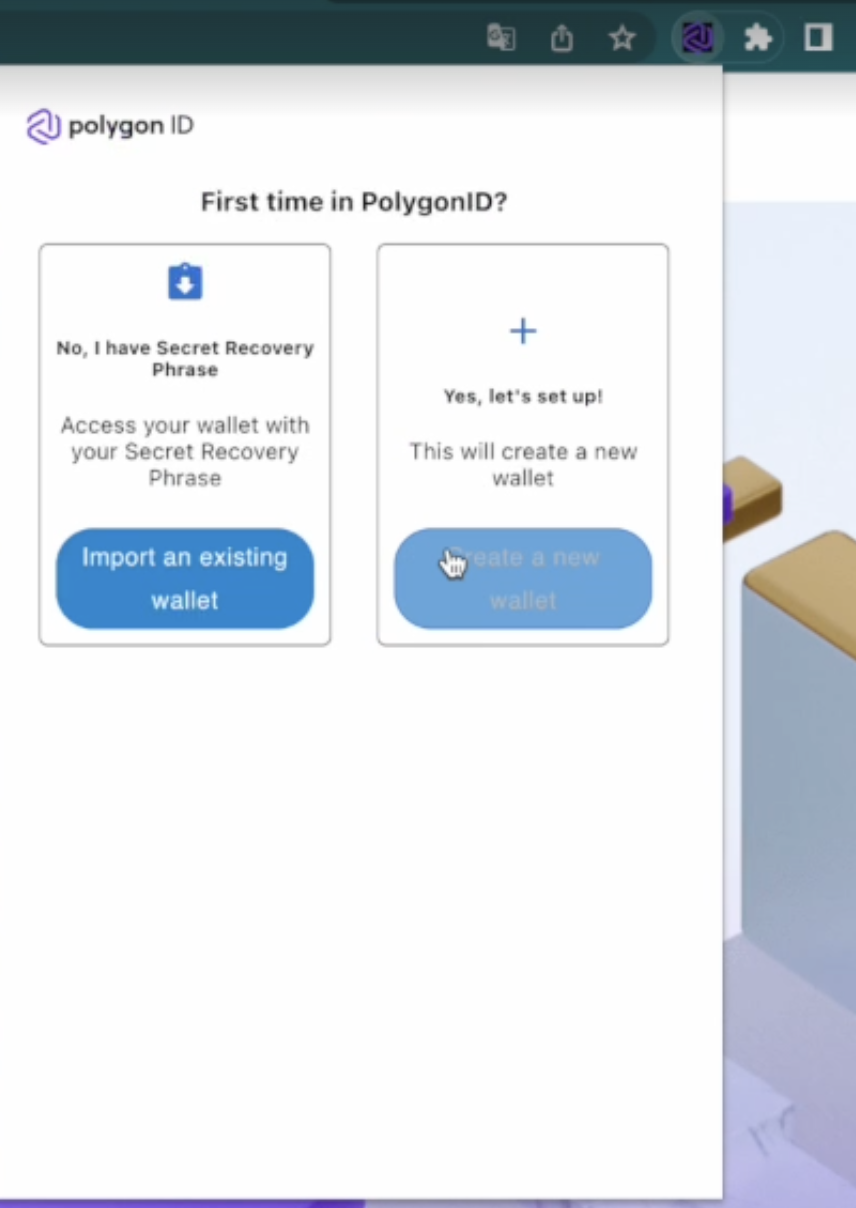 polygon ID
First time in PolygonID?
No, I have Secret Recovery
Phrase
Access your wallet with
your Secret Recovery
Phrase
Import an existing
wallet
Yes, let's set up!
This will create a new
wallet
Create a new
wallet